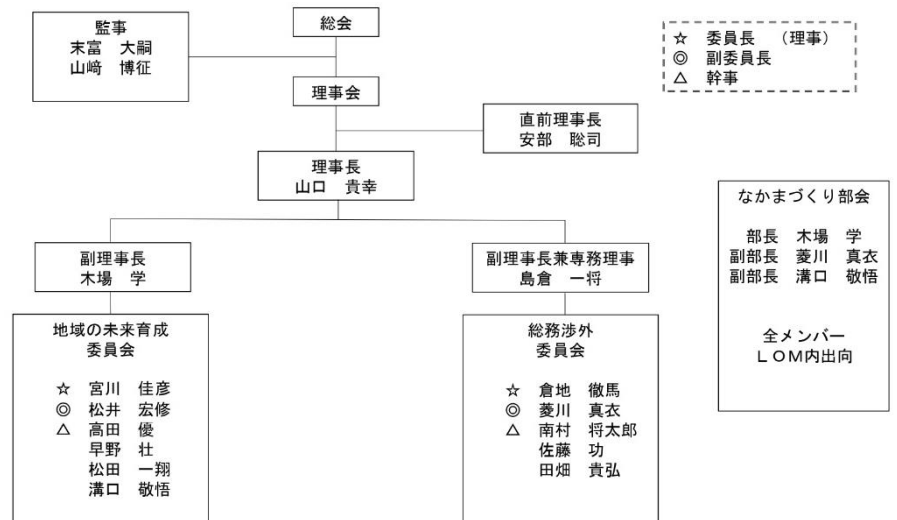 監事
末富　大嗣
山﨑　博征
総会
☆　委員長　（理事）
◎　副委員長
△　幹事
理事会
直前理事長
安部　聡司
理事長
山口　貴幸
副理事長
木場　学
副理事長兼専務理事
島倉　一将
地域の未来育成
委員会
☆　宮川　佳彦
◎　松井　宏修
△　高田　優
早野　壮
松田　一翔
溝口　敬悟
総務渉外
委員会
☆　倉地　徹馬
◎　菱川　真衣
△　南村　将太郎
佐藤　功
田畑　貴弘
なかまづくり部会
部長　木場　学
副部長　菱川　真衣
副部長　溝口　敬悟
全メンバー
ＬＯＭ内出向